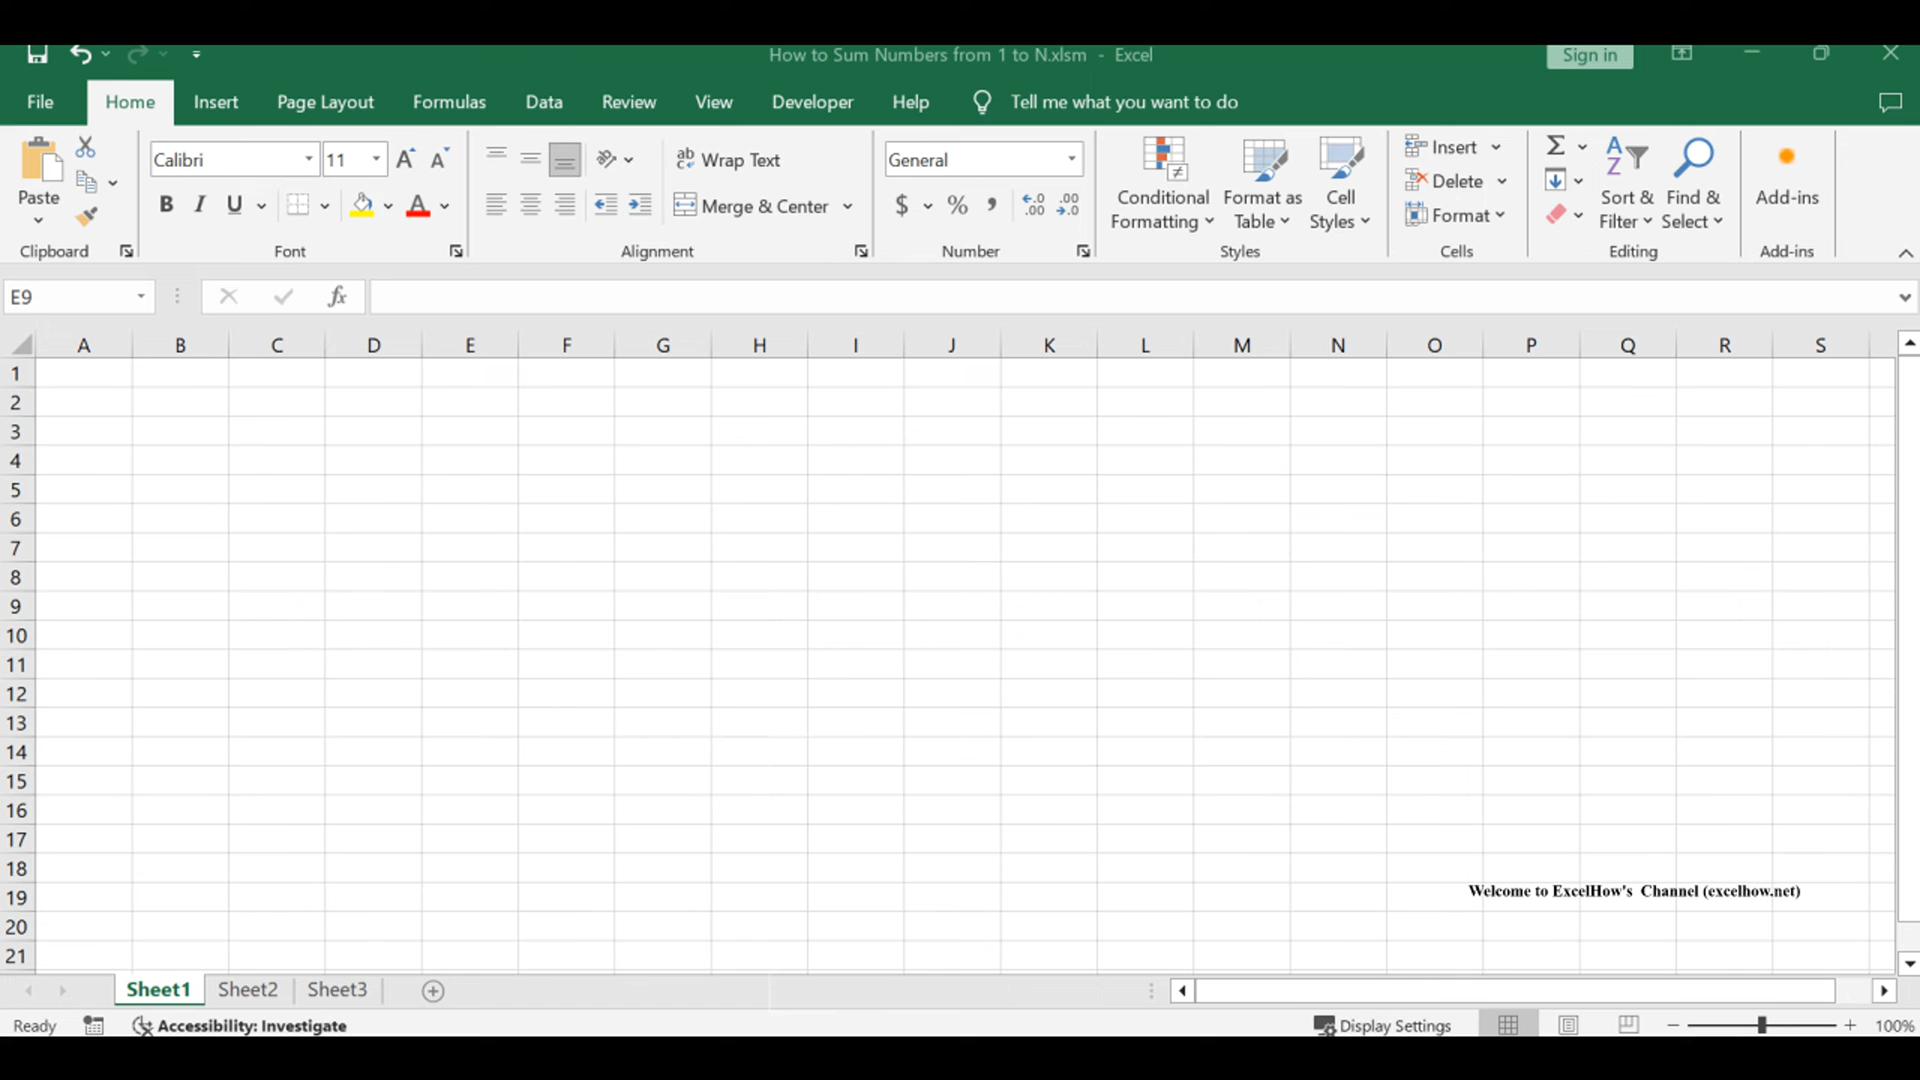 How to Sum Numbers from 1 to N.xlsm - Excel
Sign in
File Home Insert Page Layout Formulas Data Review View Developer Help Tell me what you want to do
Paste
Clipboard
Calibri 11
B I U A
Font
ab Wrap Text
Merge & Center
Alignment
General
$ % ,
Number
Conditional Formatting
Format as Table
Cell Styles
Styles
Insert
Delete
Format
Cells
Σ
Sort & Filter
Find & Select
Editing
Add-ins
Add-ins
E9
fx
A B C D E F G H I J K L M N O P Q R S
1
2
3
4
5
6
7
8
9
10
11
12
13
14
15
16
17
18
19
Welcome to ExcelHow's Channel (excelhow.net)
20
21
Sheet1 Sheet2 Sheet3
Ready Accessibility: Investigate Display Settings 100%